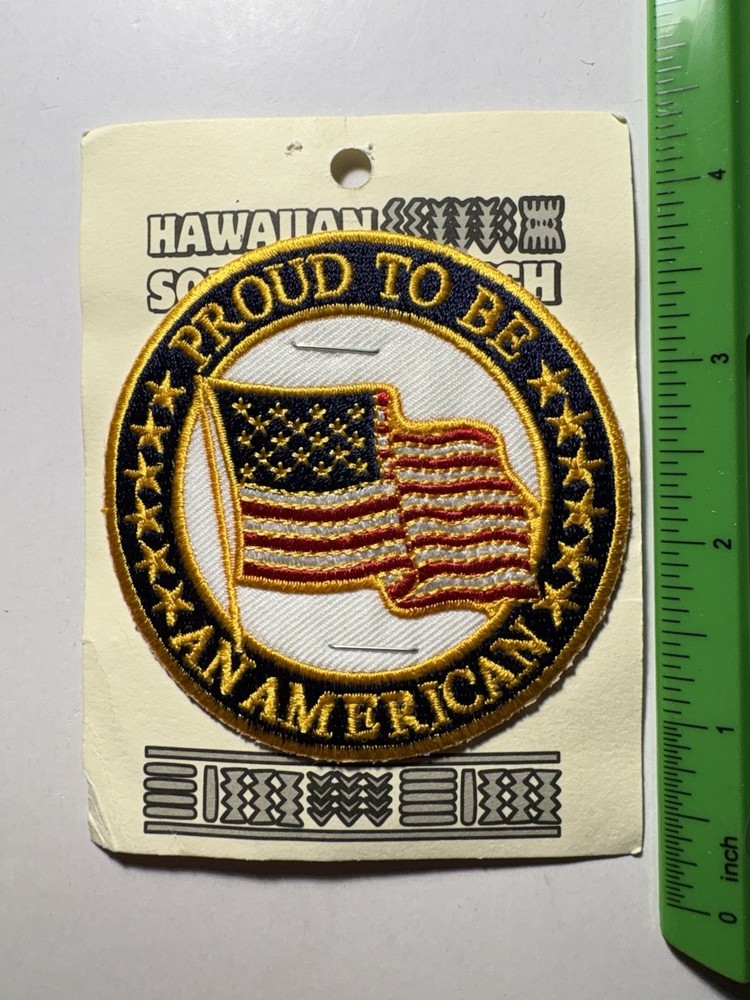 HAWAIIAN
PROUD TO BE
AN AMERICAN
4
3
2
1
0 inch